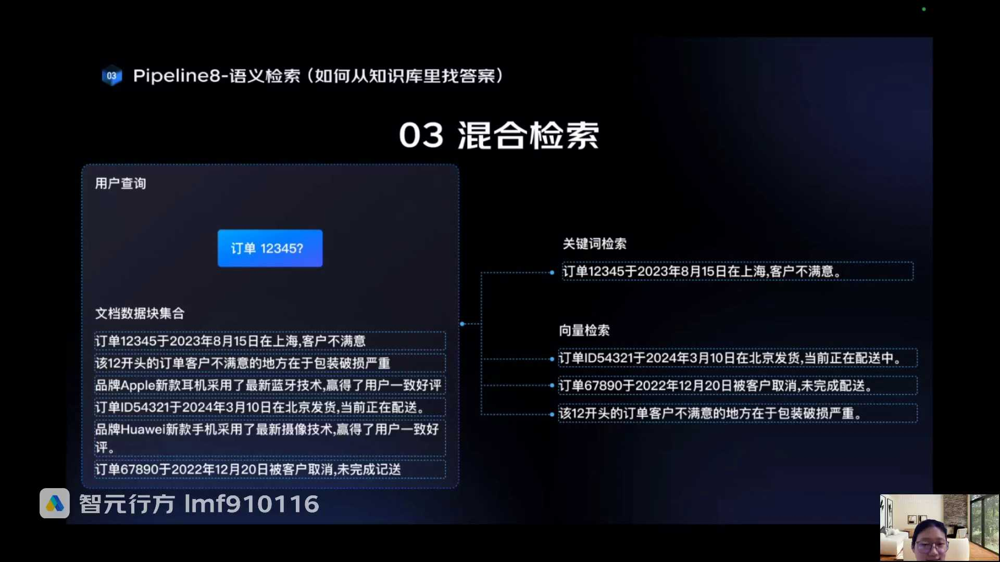 03 Pipeline8-语义检索（如何从知识库里找答案）
03 混合检索
用户查询
订单 12345?
文档数据块集合
订单12345于2023年8月15日在上海,客户不满意
该12开头的订单客户不满意的地方在于包装破损严重
品牌Apple新款耳机采用了最新蓝牙技术,赢得了用户一致好评
订单ID54321于2024年3月10日在北京发货,当前正在配送。
品牌Huawei新款手机采用了最新摄像技术,赢得了用户一致好
评。
订单67890于2022年12月20日被客户取消,未完成记送
关键词检索
订单12345于2023年8月15日在上海,客户不满意。
向量检索
订单ID54321于2024年3月10日在北京发货,当前正在配送中。
订单67890于2022年12月20日被客户取消,未完成配送。
该12开头的订单客户不满意的地方在于包装破损严重。
智元行方 lmf910116